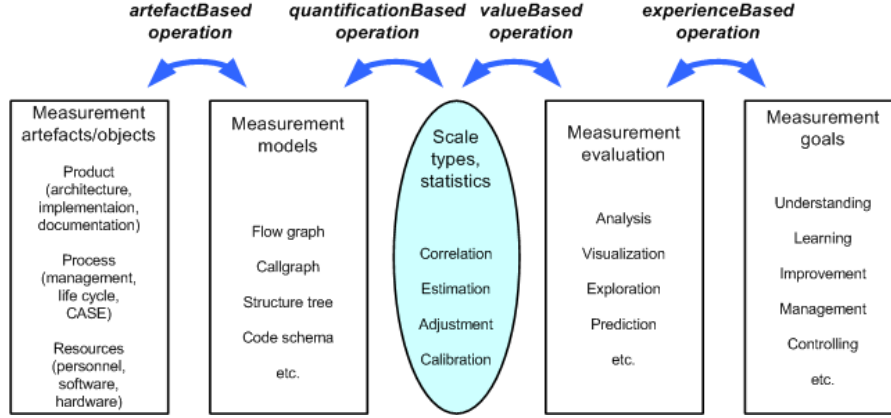 artefactBased
operation
quantificationBased
operation
valueBased
operation
experienceBased
operation
Measurement
artefacts/objects
Product
(architecture,
implementaion,
documentation)
Process
(management,
life cycle,
CASE)
Resources
(personnel,
software,
hardware)
Measurement
models
Flow graph
Callgraph
Structure tree
Code schema
etc.
Scale
types,
statistics
Correlation
Estimation
Adjustment
Calibration
Measurement
evaluation
Analysis
Visualization
Exploration
Prediction
etc.
Measurement
goals
Understanding
Learning
Improvement
Management
Controlling
etc.